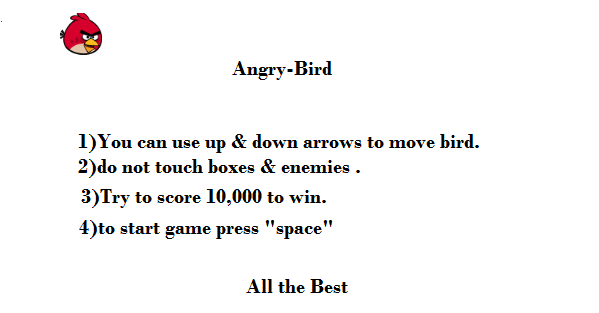 Angry-Bird
1)You can use up & down arrows to move bird.
2)do not touch boxes & enemies .
3)Try to score 10,000 to win.
4)to start game press "space"
All the Best